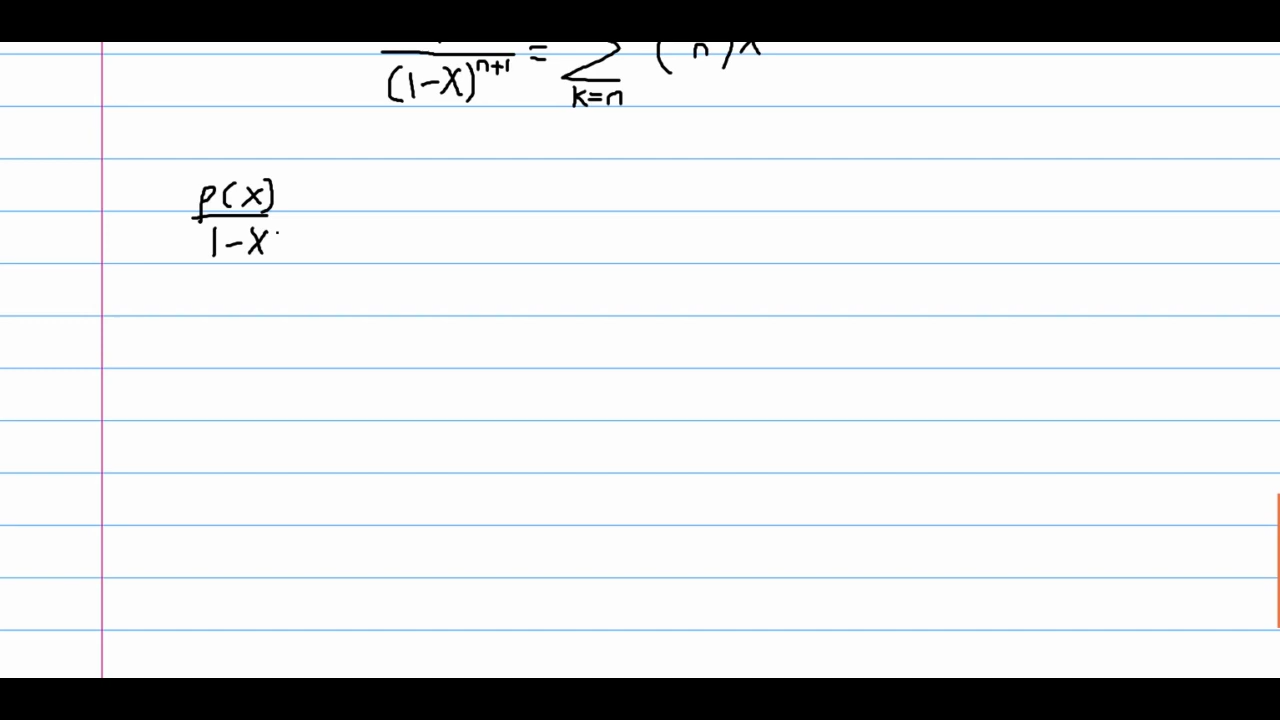 (1-X)^{n+1} = ∑_{k=n} (n) X
P(X)
1-X